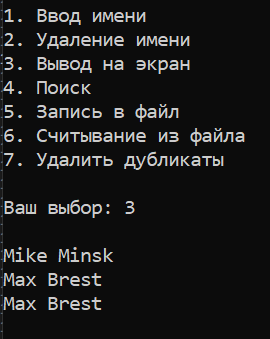 1. Ввод имени
2. Удаление имени
3. Вывод на экран
4. Поиск
5. Запись в файл
6. Считывание из файла
7. Удалить дубликаты
Ваш выбор: 3
Mike Minsk
Max Brest
Max Brest